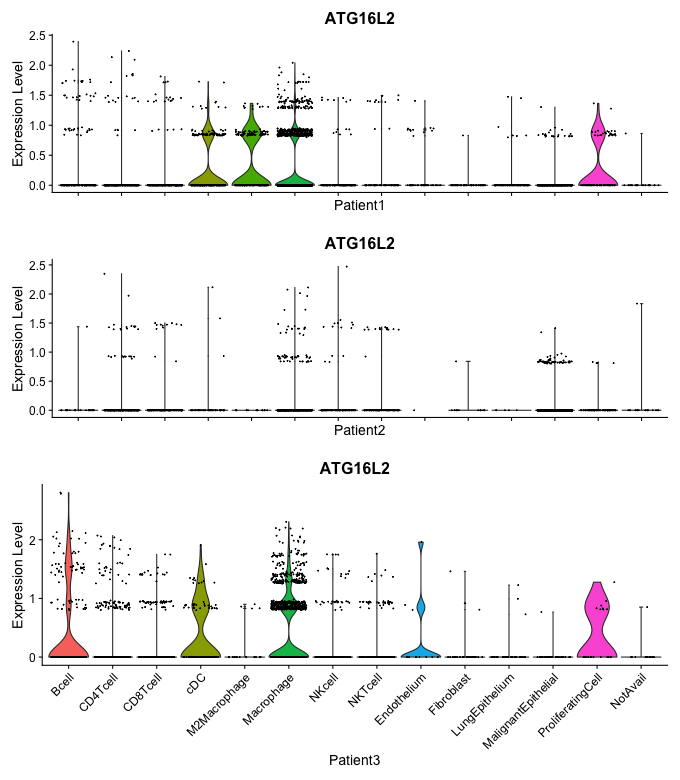 ATG16L2
Expression Level
2.5
2.0
1.5
1.0
0.5
0.0
Patient1
ATG16L2
Expression Level
2.5
2.0
1.5
1.0
0.5
0.0
Patient2
ATG16L2
Expression Level
2
1
0
Bcell
CD4Tcell
CD8Tcell
cDC
M2Macrophage
Macrophage
NKcell
NKTcell
Endothelium
Fibroblast
LungEpithelium
MalignantEpithelial
ProliferatingCell
NotAvail
Patient3